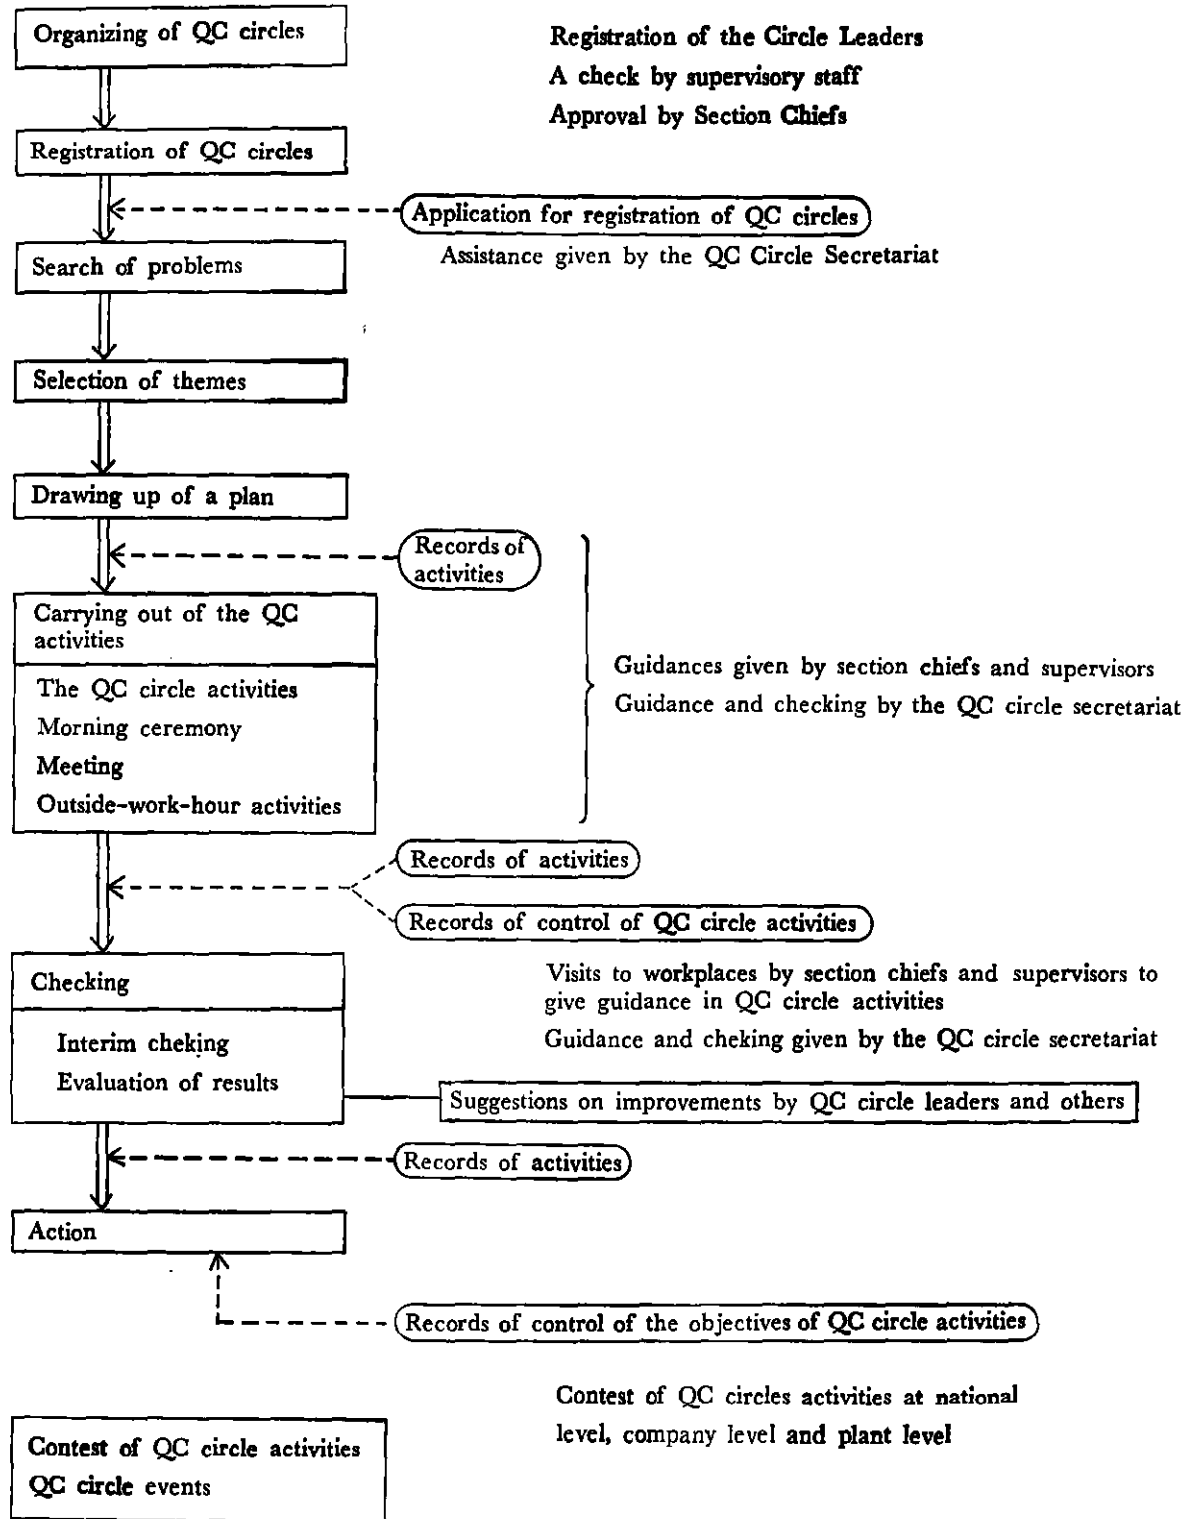 Organizing of QC circles
Registration of the Circle Leaders
A check by supervisory staff
Approval by Section Chiefs
Registration of QC circles
Application for registration of QC circles
Assistance given by the QC Circle Secretariat
Search of problems
Selection of themes
Drawing up of a plan
Records of
activities
Carrying out of the QC
activities
The QC circle activities
Morning ceremony
Meeting
Outside-work-hour activities
Guidances given by section chiefs and supervisors
Guidance and checking by the QC circle secretariat
Records of activities
Records of control of QC circle activities
Checking
Interim cheking
Evaluation of results
Visits to workplaces by section chiefs and supervisors to
give guidance in QC circle activities
Guidance and cheking given by the QC circle secretariat
Suggestions on improvements by QC circle leaders and others
Records of activities
Action
Records of control of the objectives of QC circle activities
Contest of QC circles activities at national
level, company level and plant level
Contest of QC circle activities
QC circle events